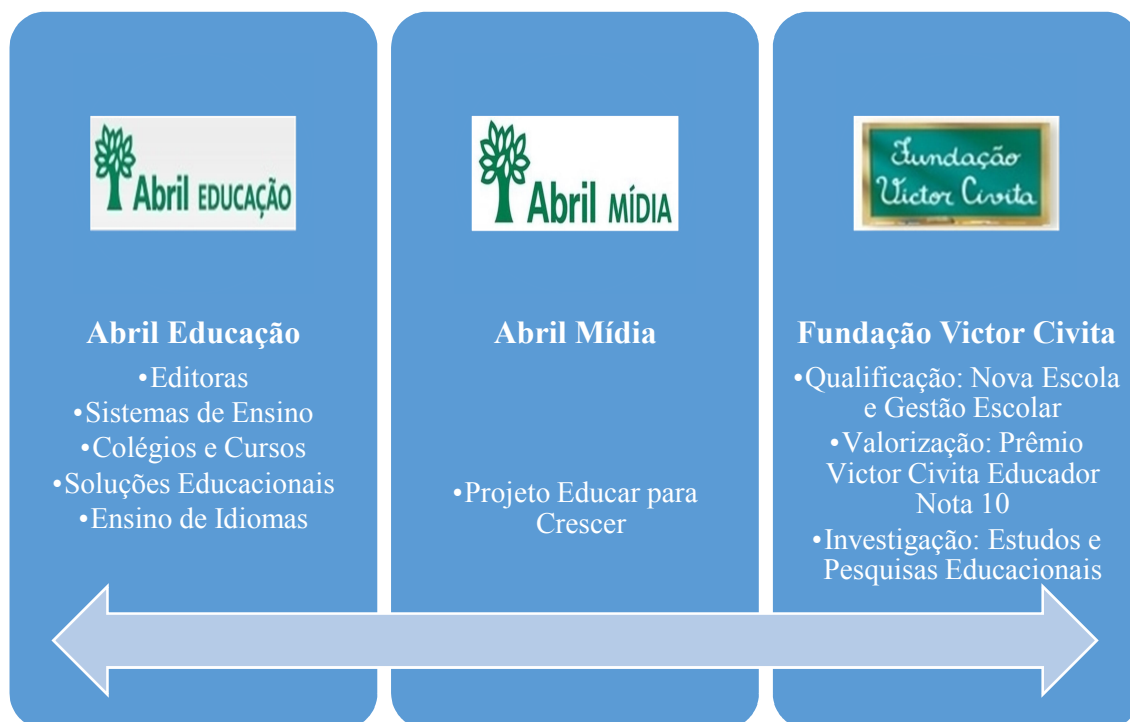 Abril EDUCAÇÃO
Abril MÍDIA
Fundação
Victor Civita
Abril Educação
•Editoras
•Sistemas de Ensino
•Colégios e Cursos
•Soluções Educacionais
•Ensino de Idiomas
Abril Mídia
•Projeto Educar para
Crescer
Fundação Victor Civita
•Qualificação: Nova Escola
e Gestão Escolar
•Valorização: Prêmio
Victor Civita Educador
Nota 10
•Investigação: Estudos e
Pesquisas Educacionais